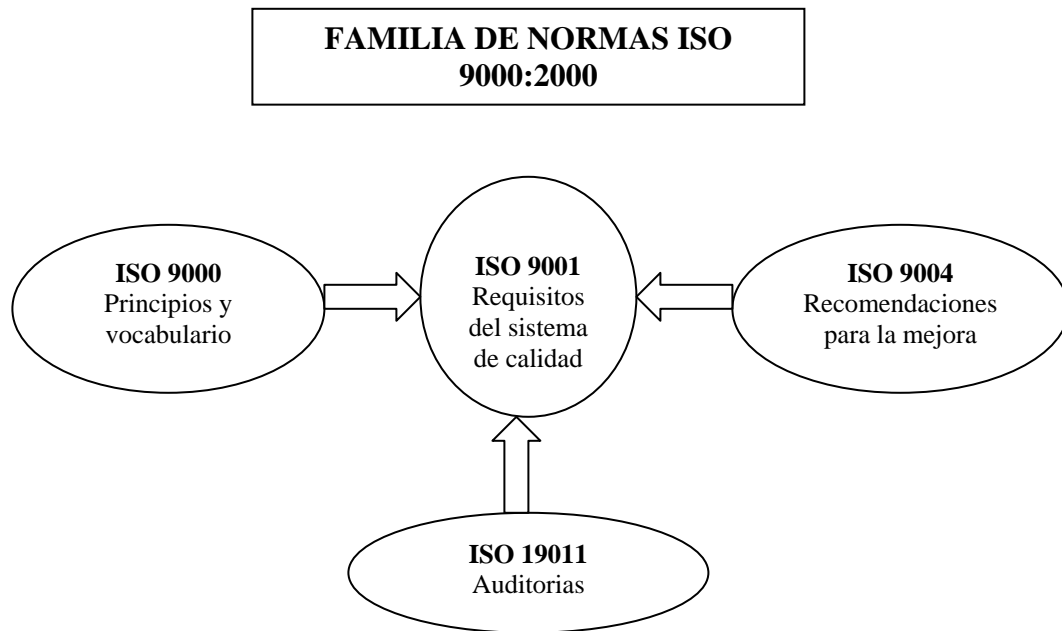 FAMILIA DE NORMAS ISO
9000:2000
ISO 9000
Principios y
vocabulario
ISO 9001
Requisitos
del sistema
de calidad
ISO 9004
Recomendaciones
para la mejora
ISO 19011
Auditorias